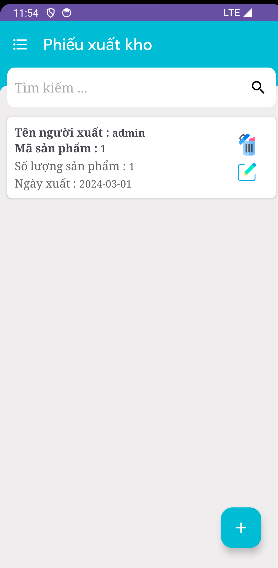 11:54
LTE
Phiếu xuất kho
Tìm kiếm ...
Tên người xuất : admin
Mã sản phẩm : 1
Số lượng sản phẩm : 1
Ngày xuất : 2024-03-01